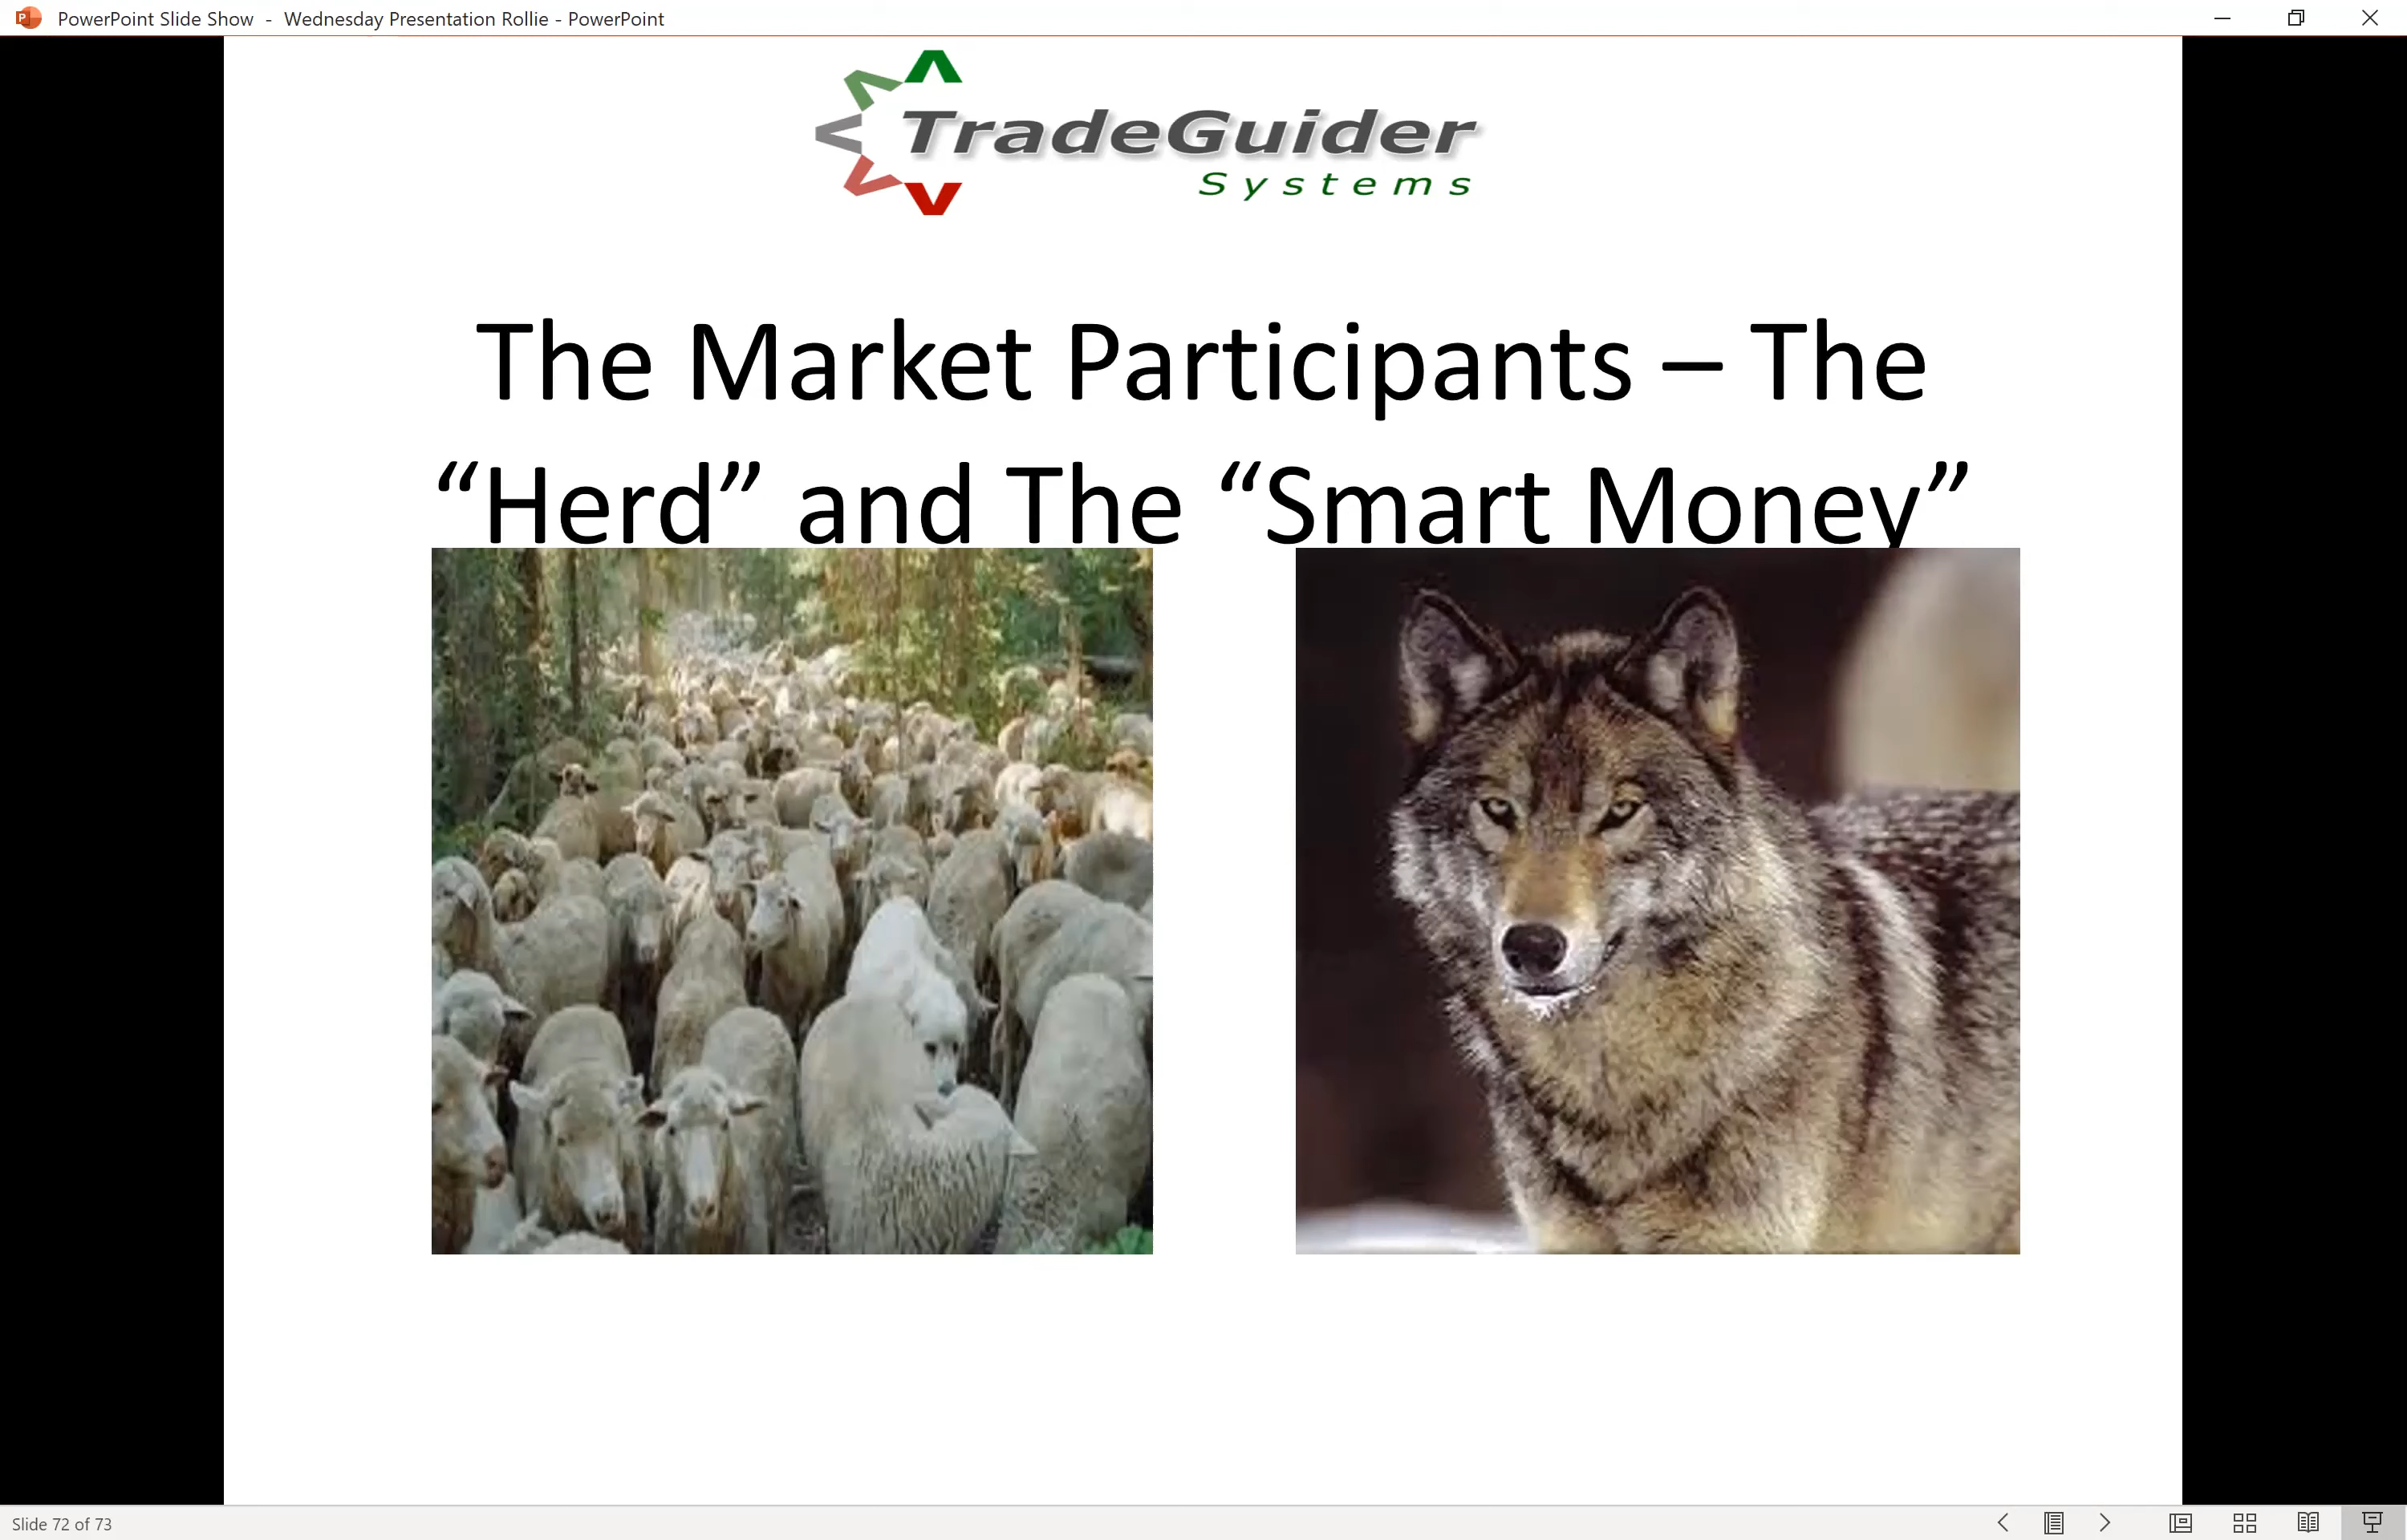 PowerPoint Slide Show - Wednesday Presentation Rollie - PowerPoint
TradeGuider
Systems
The Market Participants – The
“Herd” and The “Smart Money”
Slide 72 of 73